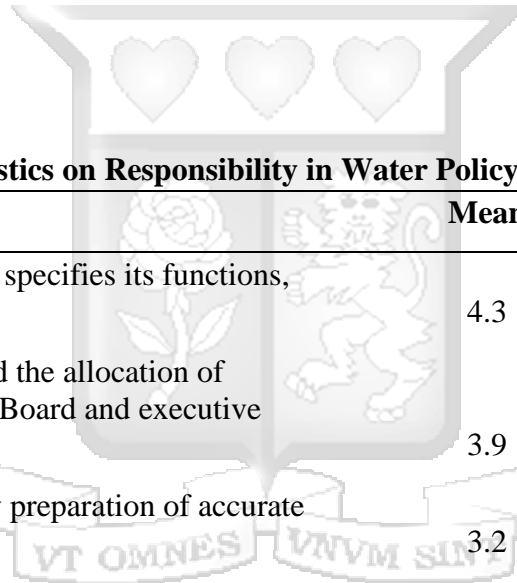 stics on Responsibility in Water Policy
Mean
specifies its functions,
4.3
d the allocation of
Board and executive
3.9
y preparation of accurate
3.2
VT OMNES VNVM SINT